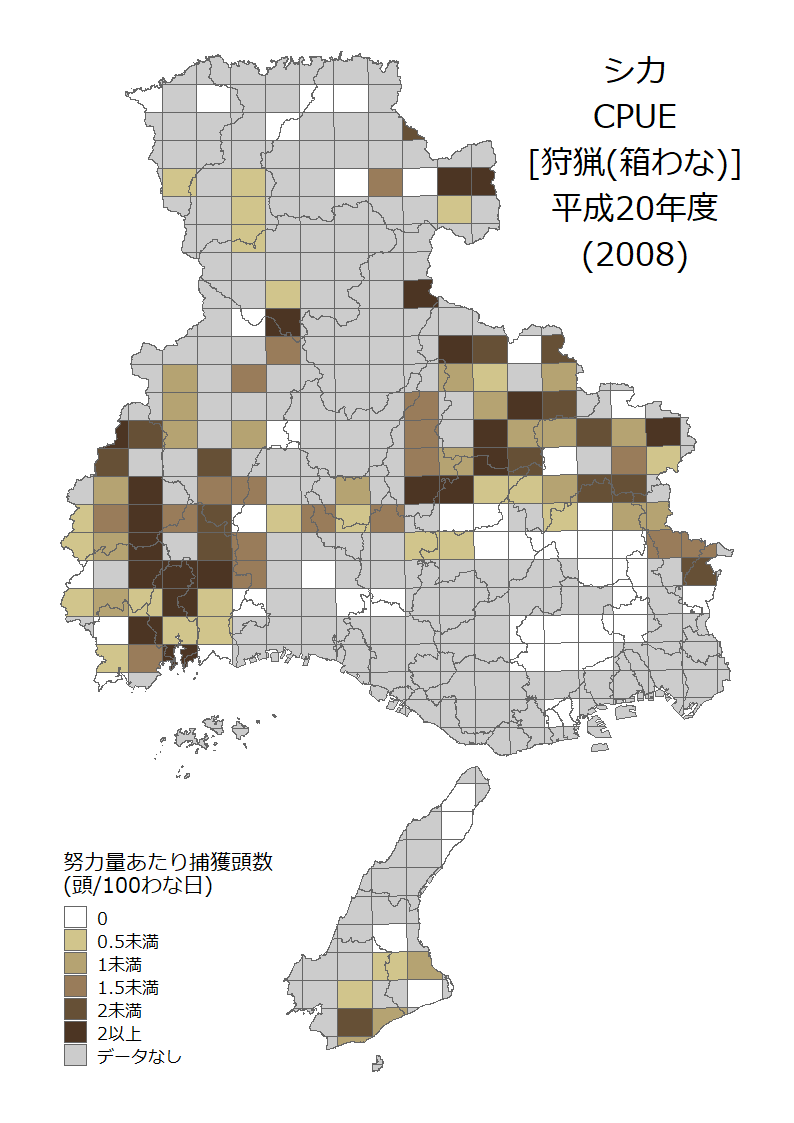 シカ
CPUE
[狩猟(箱わな)]
平成20年度
(2008)
努力量あたり捕獲頭数
(頭/100わな日)
0
0.5未満
1未満
1.5未満
2未満
2以上
データなし